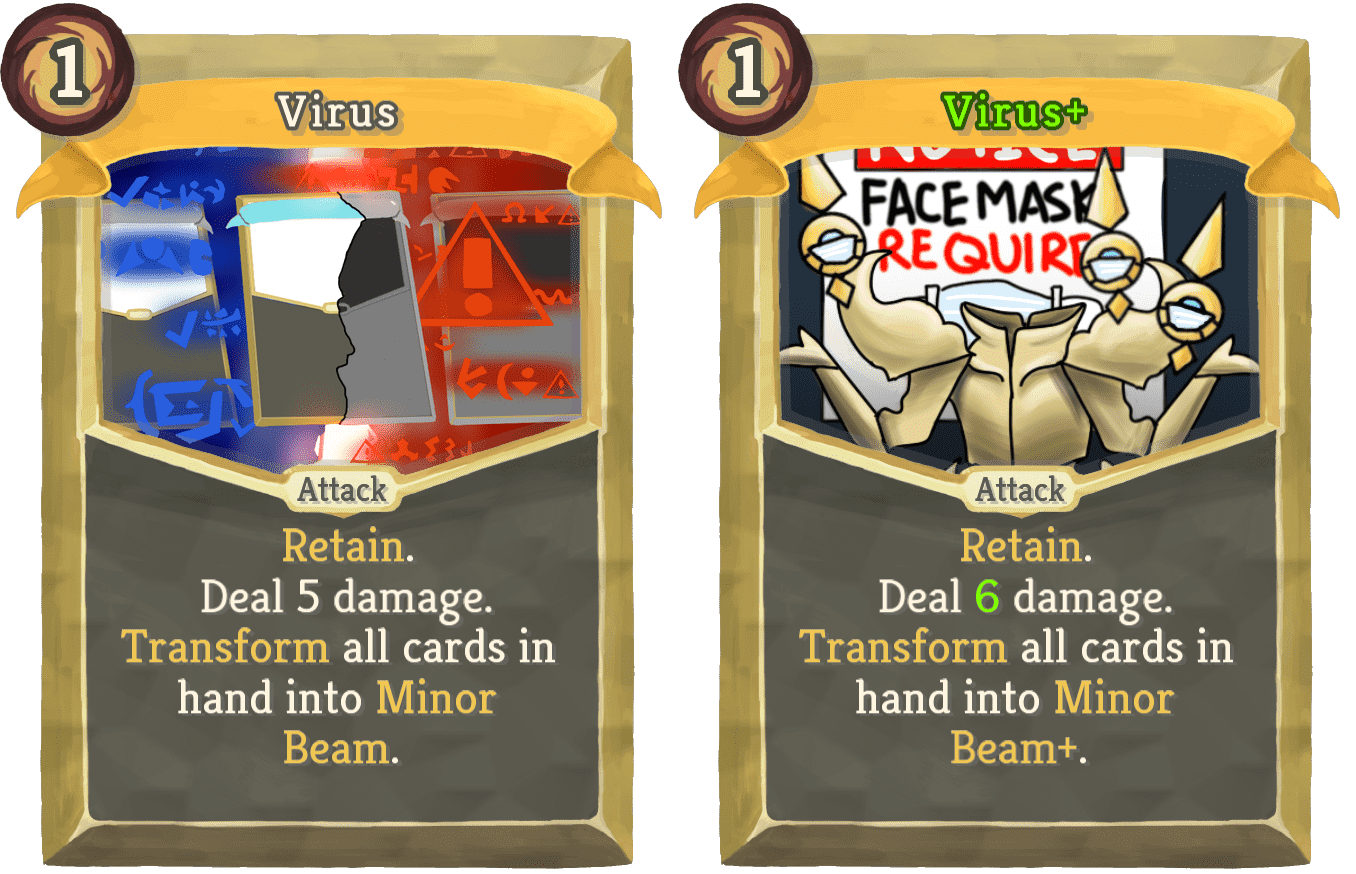 1
Virus
Attack
Retain.
Deal 5 damage.
Transform all cards in
hand into Minor
Beam.
1
Virus+
NOTICE
FACE MASK
REQUIRE
Attack
Retain.
Deal 6 damage.
Transform all cards in
hand into Minor
Beam+.